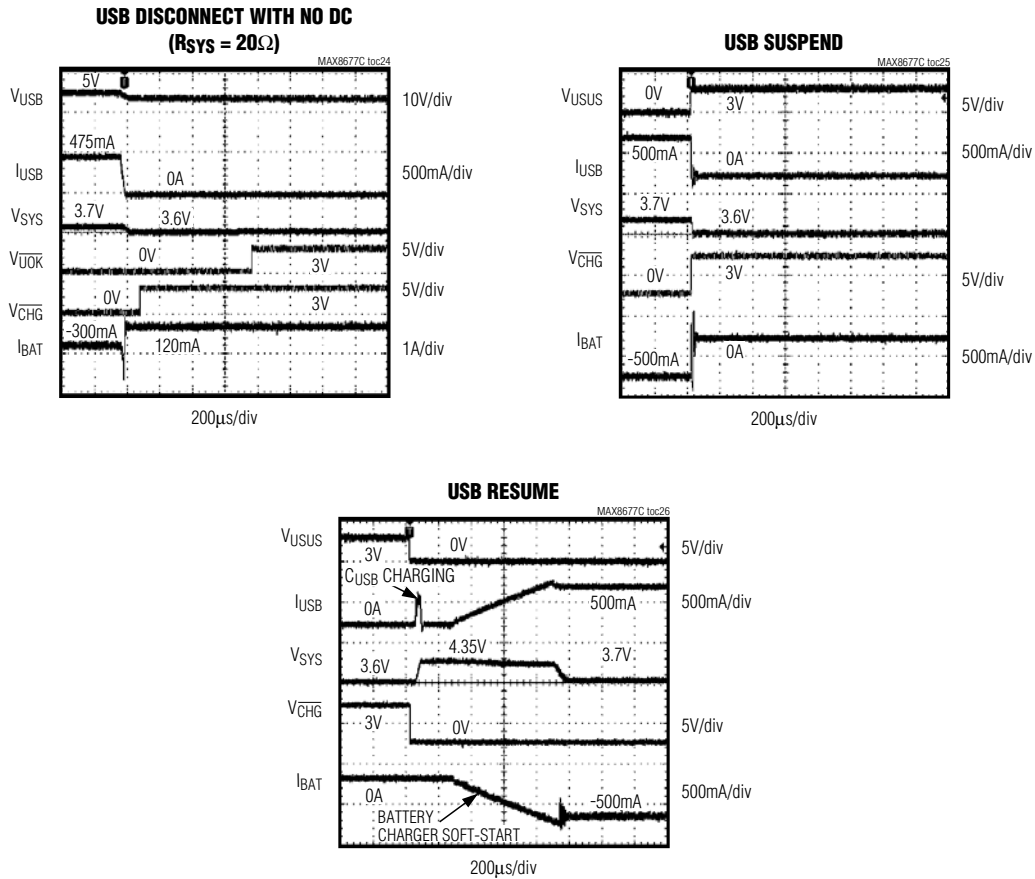 USB DISCONNECT WITH NO DC
(RSYS = 20Ω)
MAX8677C toc24
VUSB
5V
10V/div
475mA
IUSB
0A
500mA/div
VSYS
3.7V
3.6V
VUOK
0V
3V
5V/div
VCHG
0V
3V
5V/div
-300mA
IBAT
120mA
1A/div
200μs/div
USB SUSPEND
MAX8677C toc25
VUSUS
0V
3V
5V/div
500mA
IUSB
0A
500mA/div
VSYS
3.7V
3.6V
VCHG
0V
3V
5V/div
IBAT
-500mA
0A
500mA/div
200μs/div
USB RESUME
MAX8677C toc26
VUSUS
3V
0V
5V/div
CUSB CHARGING
IUSB
0A
500mA
500mA/div
VSYS
3.6V
4.35V
3.7V
VCHG
3V
0V
5V/div
IBAT
0A
-500mA
500mA/div
BATTERY
CHARGER SOFT-START
200μs/div